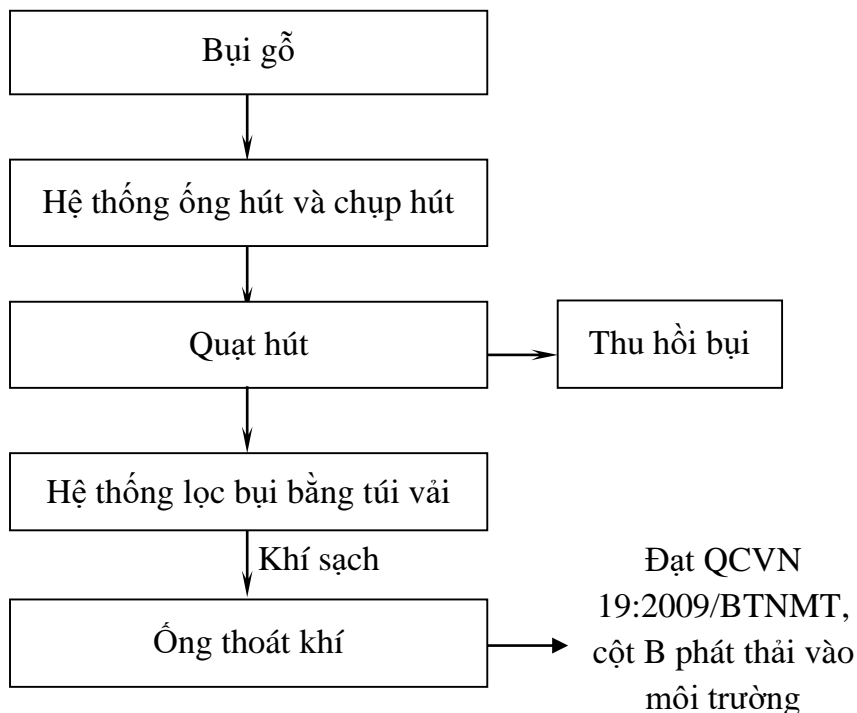 Bụi gỗ
Hệ thống ống hút và chụp hút
Quạt hút
Thu hồi bụi
Hệ thống lọc bụi bằng túi vải
Khí sạch
Ống thoát khí
Đạt QCVN
19:2009/BTNMT,
cột B phát thải vào
môi trường